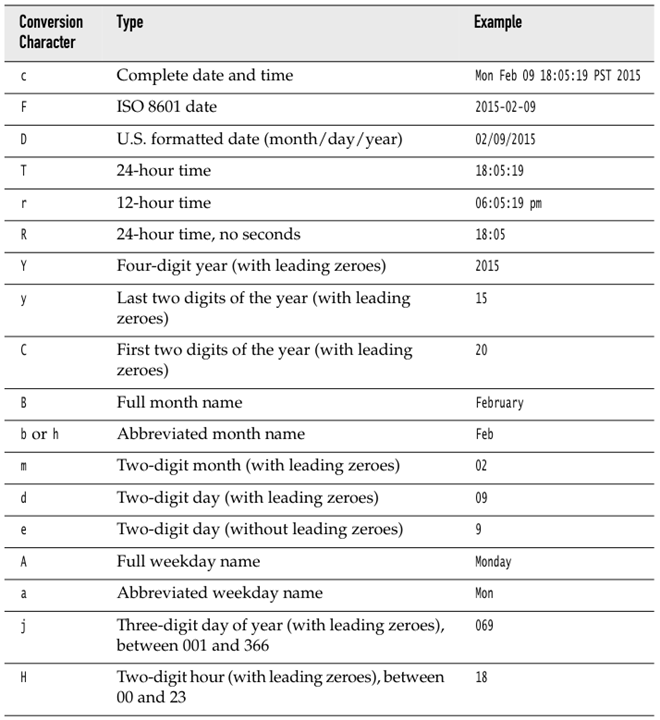 Conversion Character Type Example
c Complete date and time Mon Feb 09 18:05:19 PST 2015
F ISO 8601 date 2015-02-09
D U.S. formatted date (month/day/year) 02/09/2015
T 24-hour time 18:05:19
r 12-hour time 06:05:19 pm
R 24-hour time, no seconds 18:05
Y Four-digit year (with leading zeroes) 2015
y Last two digits of the year (with leading 15
zeroes)
C First two digits of the year (with leading 20
zeroes)
B Full month name February
b or h Abbreviated month name Feb
m Two-digit month (with leading zeroes) 02
d Two-digit day (with leading zeroes) 09
e Two-digit day (without leading zeroes) 9
A Full weekday name Monday
a Abbreviated weekday name Mon
j Three-digit day of year (with leading zeroes), 069
between 001 and 366
H Two-digit hour (with leading zeroes), between 18
00 and 23